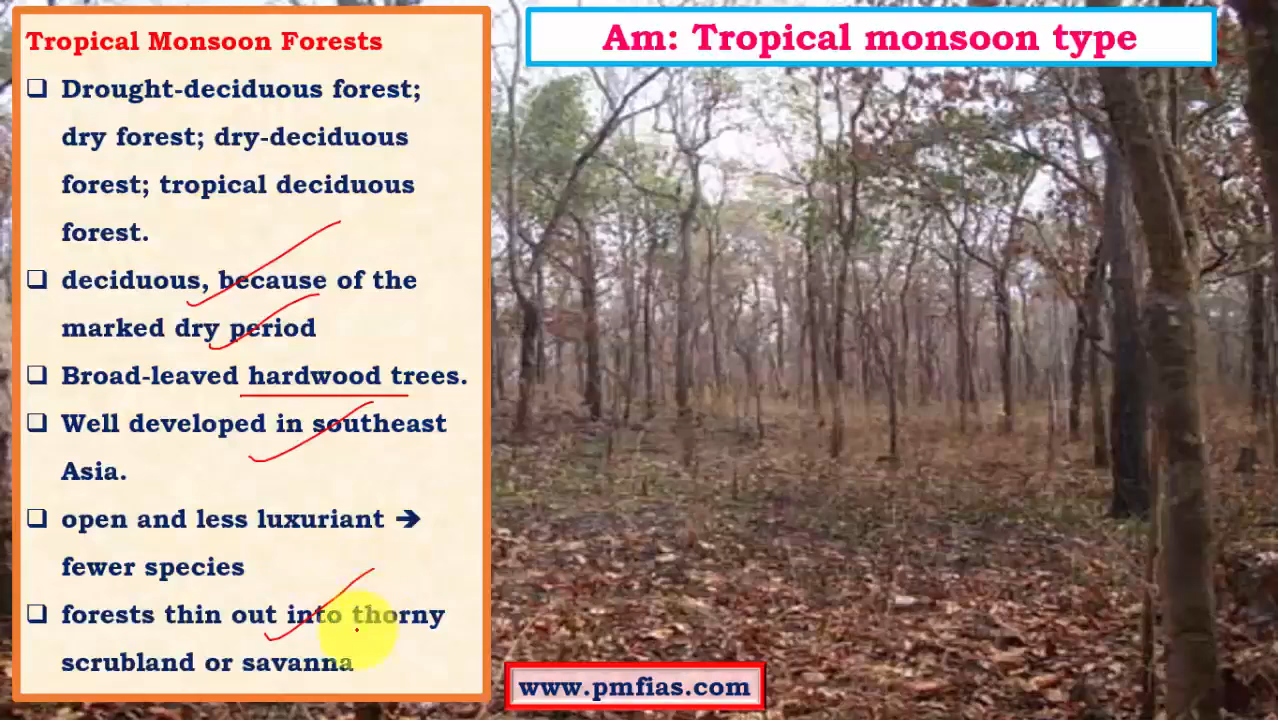 Tropical Monsoon Forests
Drought-deciduous forest;
dry forest; dry-deciduous
forest; tropical deciduous
forest.
deciduous, because of the
marked dry period
Broad-leaved hardwood trees.
Well developed in southeast
Asia.
open and less luxuriant ➔
fewer species
forests thin out into thorny
scrubland or savanna
Am: Tropical monsoon type
www.pmfias.com